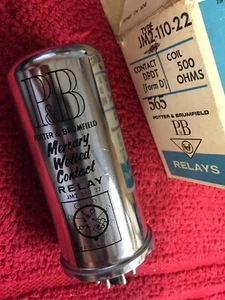 P&B
POTTER & BRUMFIELD
Mercury
Wetted
Contact
RELAY
TYPE
JM2-110-22
CONTACT
DPDT
(Form D)
COIL
500
OHMS
565
POTTER & BRUMFIELD
P&B
RELAYS